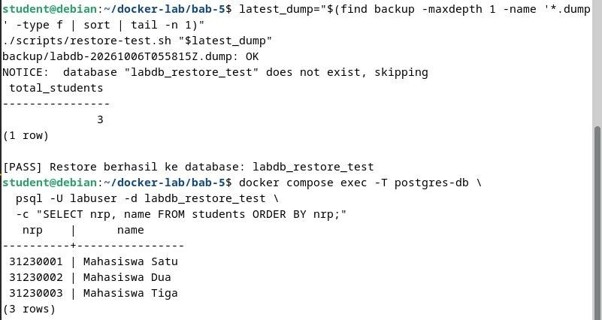 student@debian:~/docker-lab/bab-5$ latest_dump="$(find backup -maxdepth 1 -name '*.dump
' -type f | sort | tail -n 1)"
./scripts/restore-test.sh "$latest_dump"
backup/labdb-20261006T055815Z.dump: OK
NOTICE:  database "labdb_restore_test" does not exist, skipping
 total_students
----------------
              3
(1 row)

[PASS] Restore berhasil ke database: labdb_restore_test
student@debian:~/docker-lab/bab-5$ docker compose exec -T postgres-db \
  psql -U labuser -d labdb_restore_test \
  -c "SELECT nrp, name FROM students ORDER BY nrp;"
   nrp    |      name
----------+----------------
 31230001 | Mahasiswa Satu
 31230002 | Mahasiswa Dua
 31230003 | Mahasiswa Tiga
(3 rows)